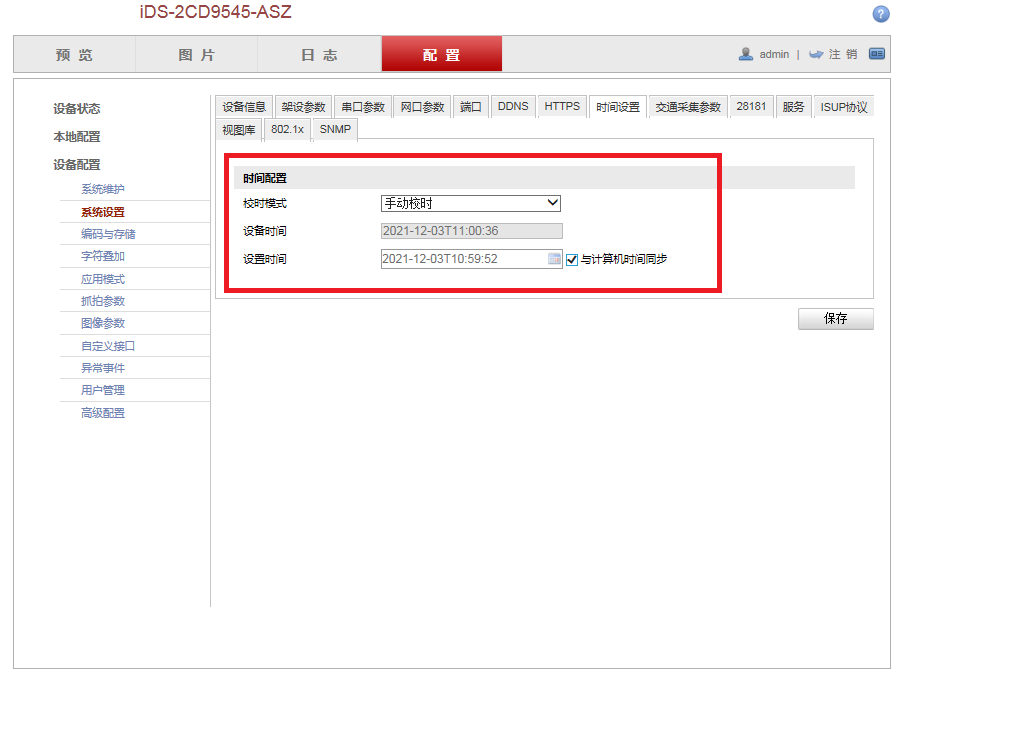 iDS-2CD9545-ASZ
?
预 览 图 片 日 志 配 置 admin | 注 销
设备状态
本地配置
设备配置
系统维护
系统设置
编码与存储
字符叠加
应用模式
抓拍参数
图像参数
自定义接口
异常事件
用户管理
高级配置
设备信息 架设参数 串口参数 网口参数 端口 DDNS HTTPS 时间设置 交通采集参数 28181 服务 ISUP协议
视图库 802.1x SNMP
时间配置
校时模式 手动校时
设备时间 2021-12-03T11:00:36
设置时间 2021-12-03T10:59:52 与计算机时间同步
保存